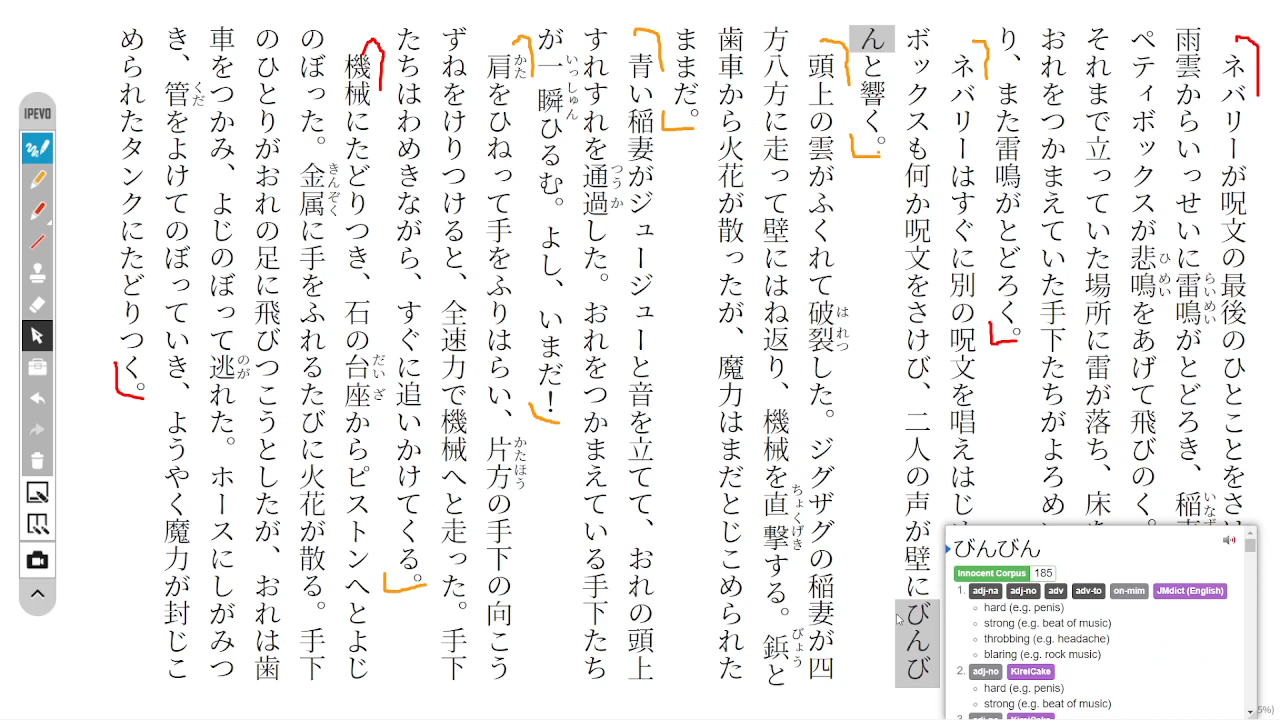 ネバリーが呪文の最後のひとことをさけ
雨雲からいっせいに雷鳴がとどろき、稲妻
ペティボックスが悲鳴をあげて飛びのく。
それまで立っていた場所に雷が落ち、床を
おれをつかまえていた手下たちがよろめい
り、また雷鳴がとどろく。
ネバリーはすぐに別の呪文を唱えはじめ
ボックスも何か呪文をさけび、二人の声が壁にびんび
んと響く。
頭上の雲がふくれて破裂した。ジグザグの稲妻が四
方八方に走って壁にはね返り、機械を直撃する。鋲と
歯車から火花が散ったが、魔力はまだとじこめられた
ままだ。
青い稲妻がジュージューと音を立てて、おれの頭上
すれすれを通過した。おれをつかまえている手下たち
が一瞬ひるむ。よし、いまだ！
肩をひねって手をふりはらい、片方の手下の向こう
ずねをけりつけると、全速力で機械へと走った。手下
たちはわめきながら、すぐに追いかけてくる。
機械にたどりつき、石の台座からピストンへとよじ
のぼった。金属に手をふれるたびに火花が散る。手下
のひとりがおれの足に飛びつこうとしたが、おれは歯
車をつかみ、よじのぼって逃れた。ホースにしがみつ
き、管をよけてのぼっていき、ようやく魔力が封じこ
められたタンクにたどりつく。
IPEVO
びんびん
Innocent Corpus 185
1. adj-na adj-no adv adv-to on-mim JMdict (English)
hard (e.g. penis)
strong (e.g. beat of music)
throbbing (e.g. headache)
blaring (e.g. rock music)
2. adj-no KireiCake
hard (e.g. penis)
strong (e.g. beat of music)
5%)